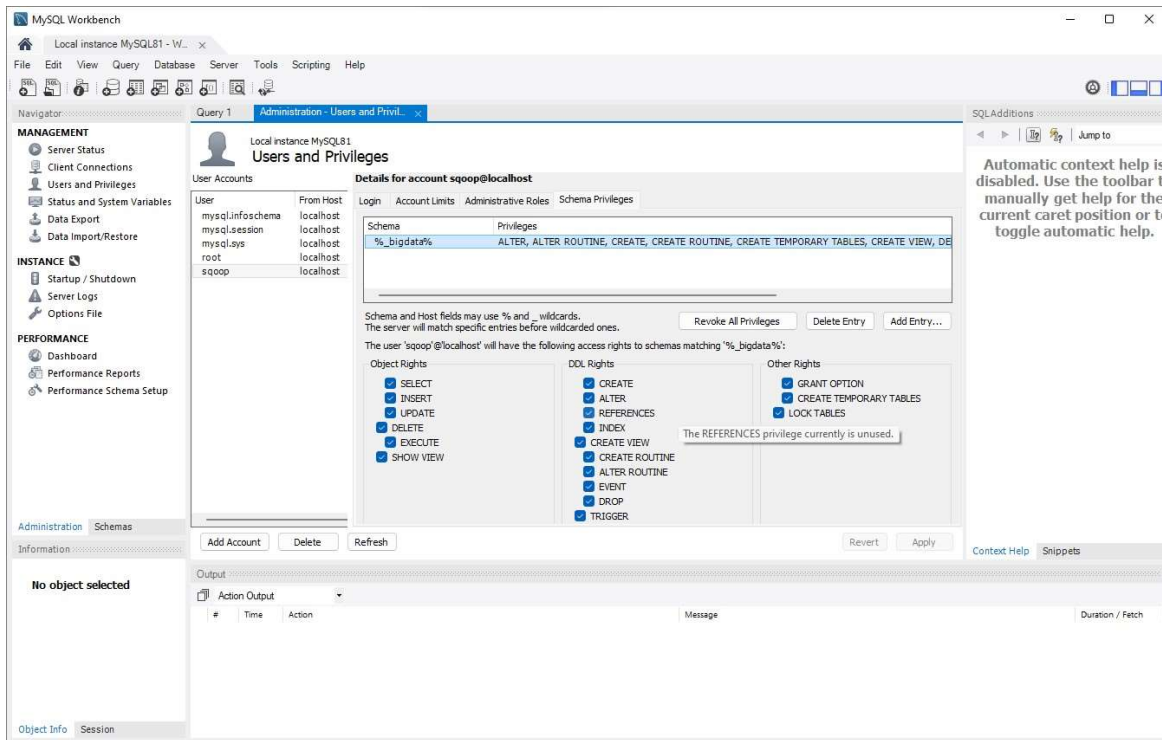 MySQL Workbench
Local instance MySQL81 - W...
File Edit View Query Database Server Tools Scripting Help
Navigator
MANAGEMENT
Server Status
Client Connections
Users and Privileges
Status and System Variables
Data Export
Data Import/Restore
INSTANCE
Startup / Shutdown
Server Logs
Options File
PERFORMANCE
Dashboard
Performance Reports
Performance Schema Setup
Administration Schemas
Information
No object selected
Object Info Session
Query 1 Administration - Users and Privil...
Local instance MySQL81
Users and Privileges
User Accounts
User From Host
mysql.infoschema localhost
mysql.session localhost
mysql.sys localhost
root localhost
sqoop localhost
Details for account sqoop@localhost
Login Account Limits Administrative Roles Schema Privileges
Schema Privileges
%_bigdata% ALTER, ALTER ROUTINE, CREATE, CREATE ROUTINE, CREATE TEMPORARY TABLES, CREATE VIEW, DE
Schema and Host fields may use % and _ wildcards.
The server will match specific entries before wildcarded ones.
Revoke All Privileges Delete Entry Add Entry...
The user 'sqoop'@'localhost' will have the following access rights to schemas matching '%_bigdata%':
Object Rights
SELECT
INSERT
UPDATE
DELETE
EXECUTE
SHOW VIEW
DDL Rights
CREATE
ALTER
REFERENCES
INDEX
CREATE VIEW
CREATE ROUTINE
ALTER ROUTINE
EVENT
DROP
TRIGGER
Other Rights
GRANT OPTION
CREATE TEMPORARY TABLES
LOCK TABLES
The REFERENCES privilege currently is unused.
Add Account Delete Refresh Revert Apply
Output
Action Output
# Time Action Message Duration / Fetch
SQLAdditions
Jump to
Automatic context help is
disabled. Use the toolbar t
manually get help for the
current caret position or t
toggle automatic help.
Context Help Snippets